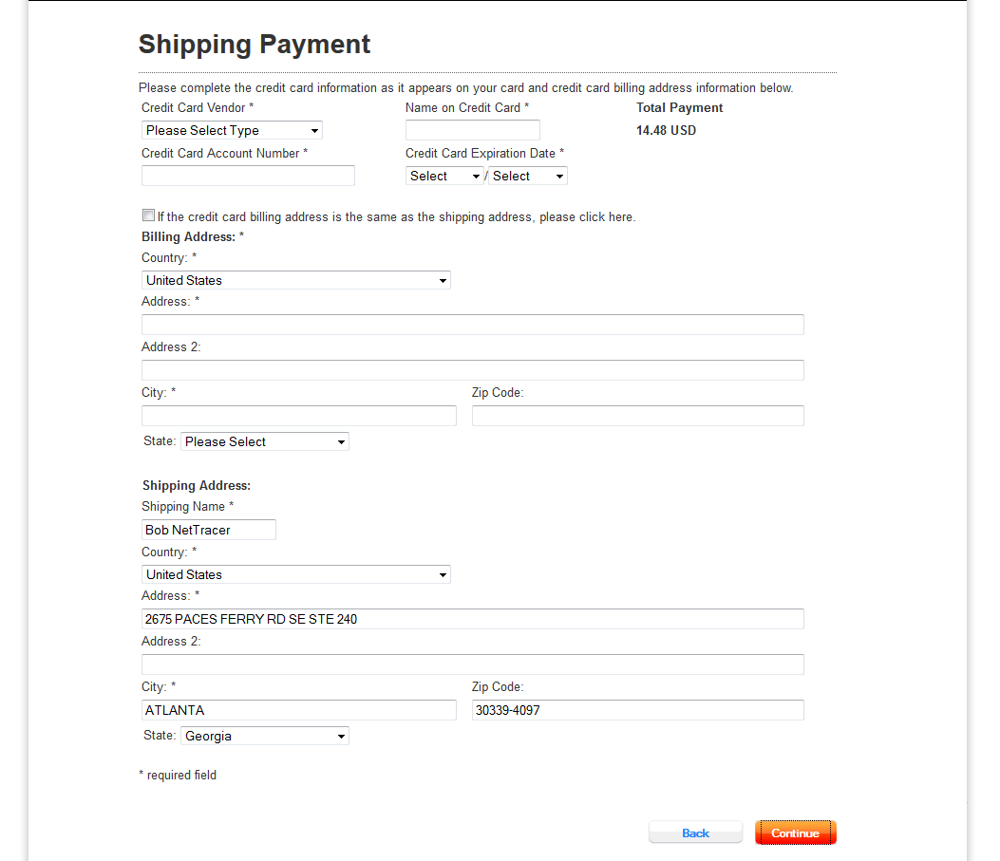 Shipping Payment
Please complete the credit card information as it appears on your card and credit card billing address information below.
Credit Card Vendor * Name on Credit Card * Total Payment
Please Select Type 14.48 USD
Credit Card Account Number * Credit Card Expiration Date *
Select / Select
If the credit card billing address is the same as the shipping address, please click here.
Billing Address: *
Country: *
United States
Address: *
Address 2:
City: * Zip Code:
State: Please Select
Shipping Address:
Shipping Name *
Bob NetTracer
Country: *
United States
Address: *
2675 PACES FERRY RD SE STE 240
Address 2:
City: * Zip Code:
ATLANTA 30339-4097
State: Georgia
* required field
Back Continue